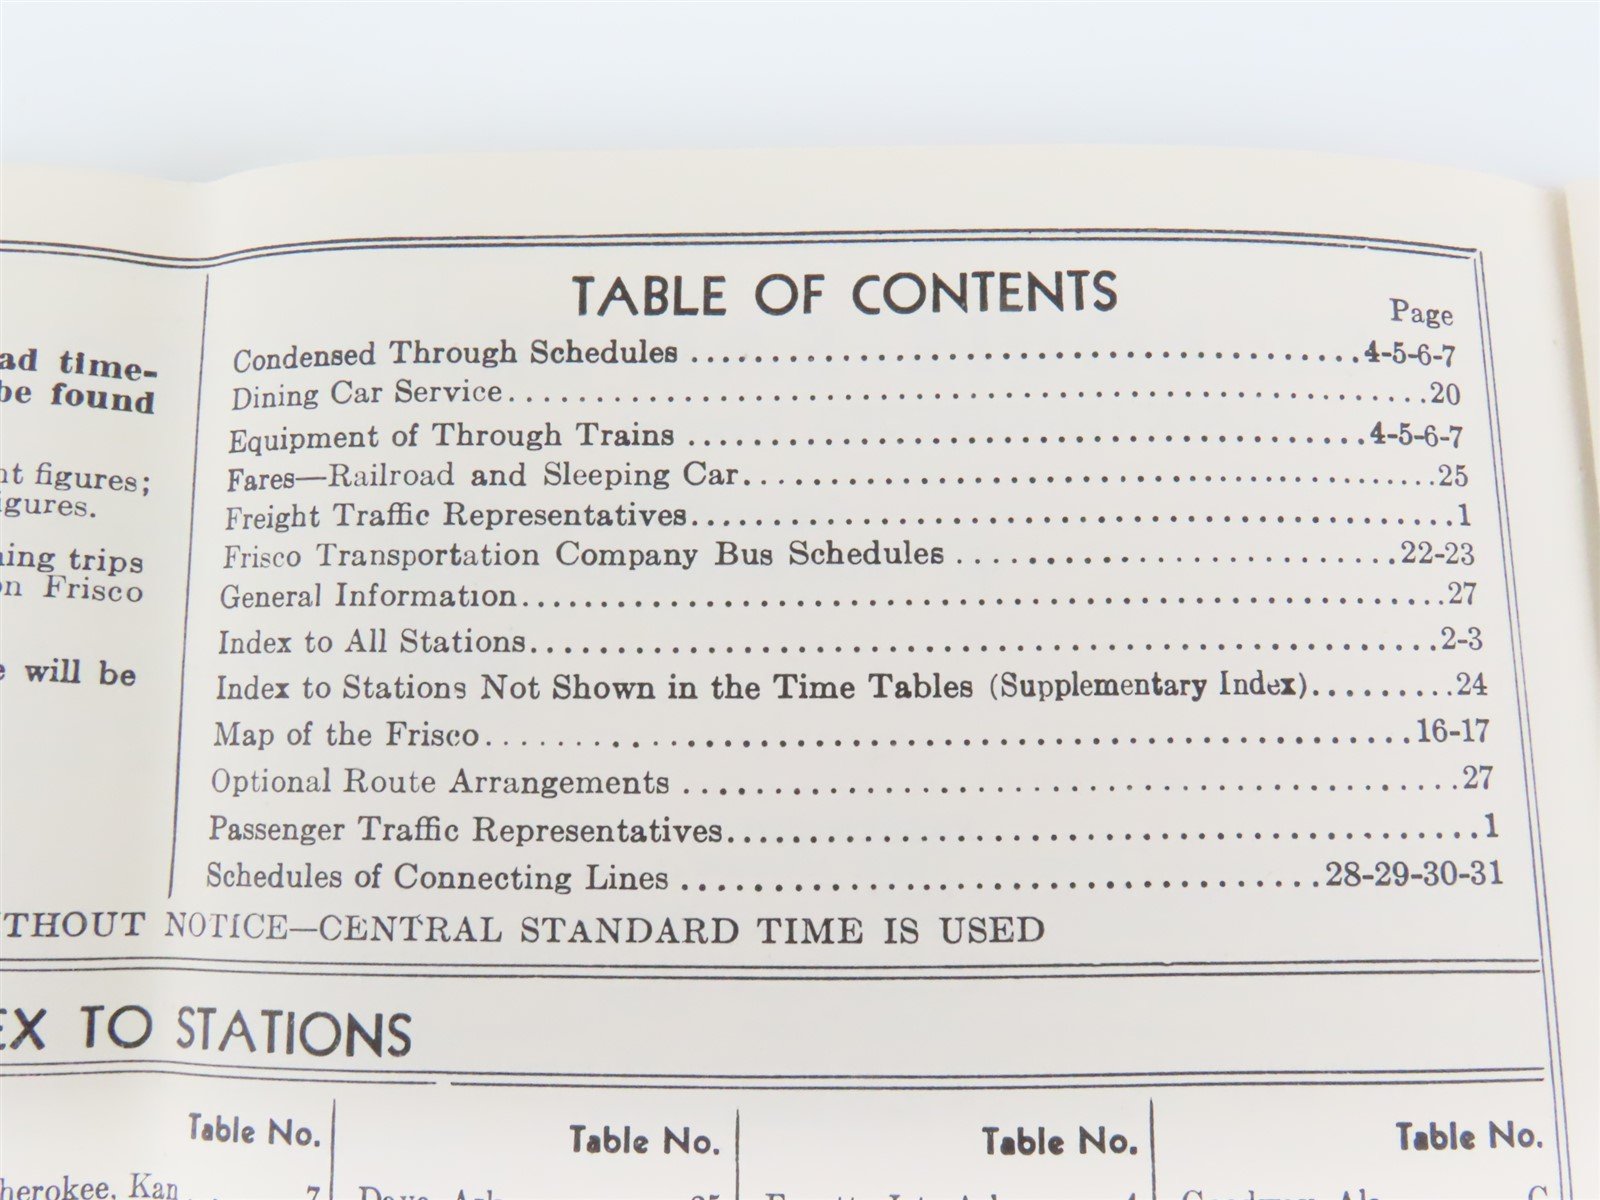 ad time-
be found
nt figures;
igures.
ning trips
on Frisco
e will be
TABLE OF CONTENTS
Page
Condensed Through Schedules ........ 4-5-6-7
Dining Car Service ........ 20
Equipment of Through Trains ........ 4-5-6-7
Fares—Railroad and Sleeping Car ........ 25
Freight Traffic Representatives ........ 1
Frisco Transportation Company Bus Schedules ........ 22-23
General Information ........ 27
Index to All Stations ........ 2-3
Index to Stations Not Shown in the Time Tables (Supplementary Index) ........ 24
Map of the Frisco ........ 16-17
Optional Route Arrangements ........ 27
Passenger Traffic Representatives ........ 1
Schedules of Connecting Lines ........ 28-29-30-31
THOUT NOTICE—CENTRAL STANDARD TIME IS USED
EX TO STATIONS
Table No. Table No. Table No. Table No.
herokee, Kan 7